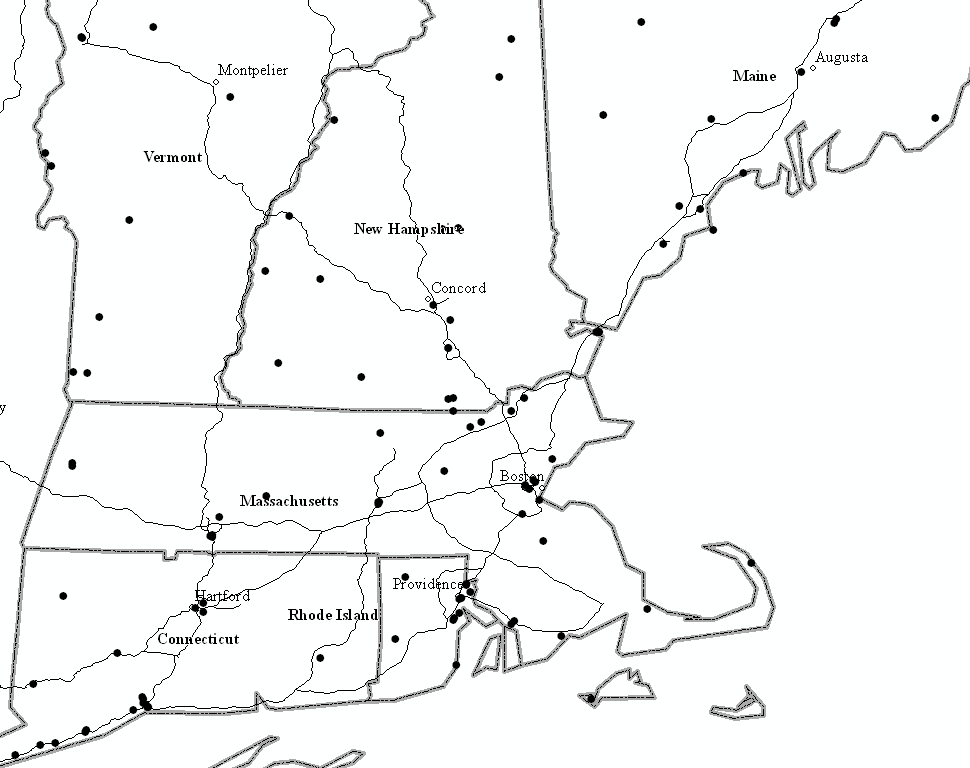 Montpelier
Augusta
Maine
Vermont
New Hampshire
Concord
y
Boston
Massachusetts
Providence
Hartford
Rhode Island
Connecticut